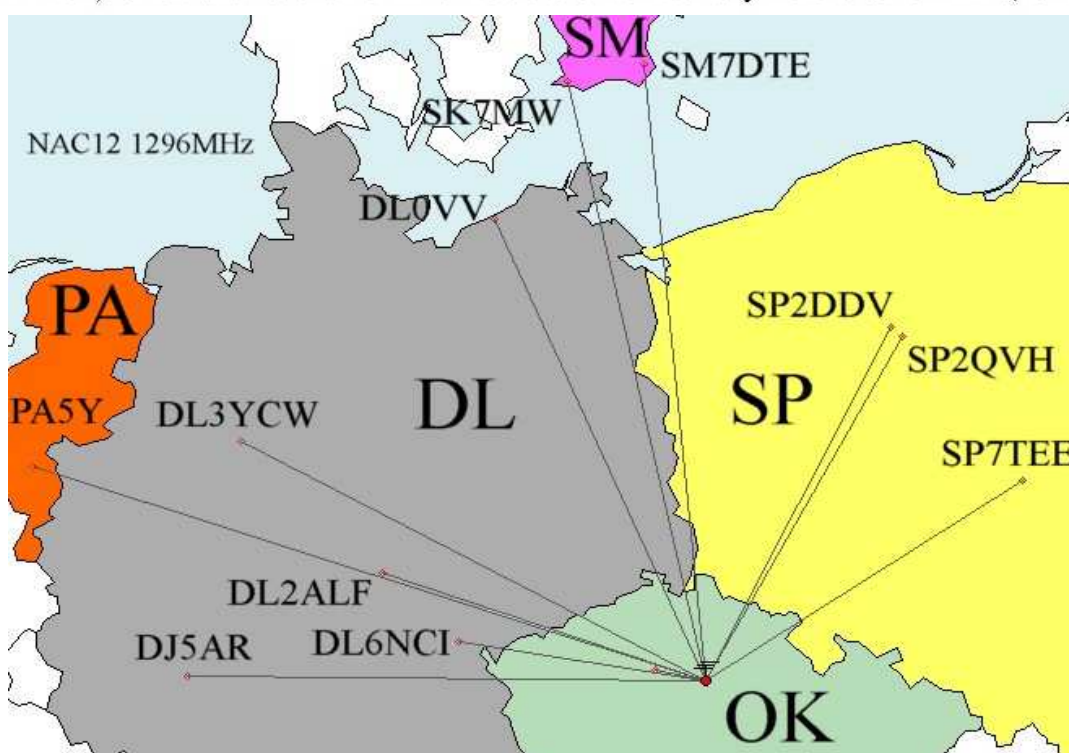 SM
SM7DTE
SK7MW
NAC12 1296MHz
DL0VV
PA
SP2DDV
SP2QVH
DL
SP
PA5Y
DL3YCW
SP7TEE
DL2ALF
DL6NCI
DJ5AR
OK